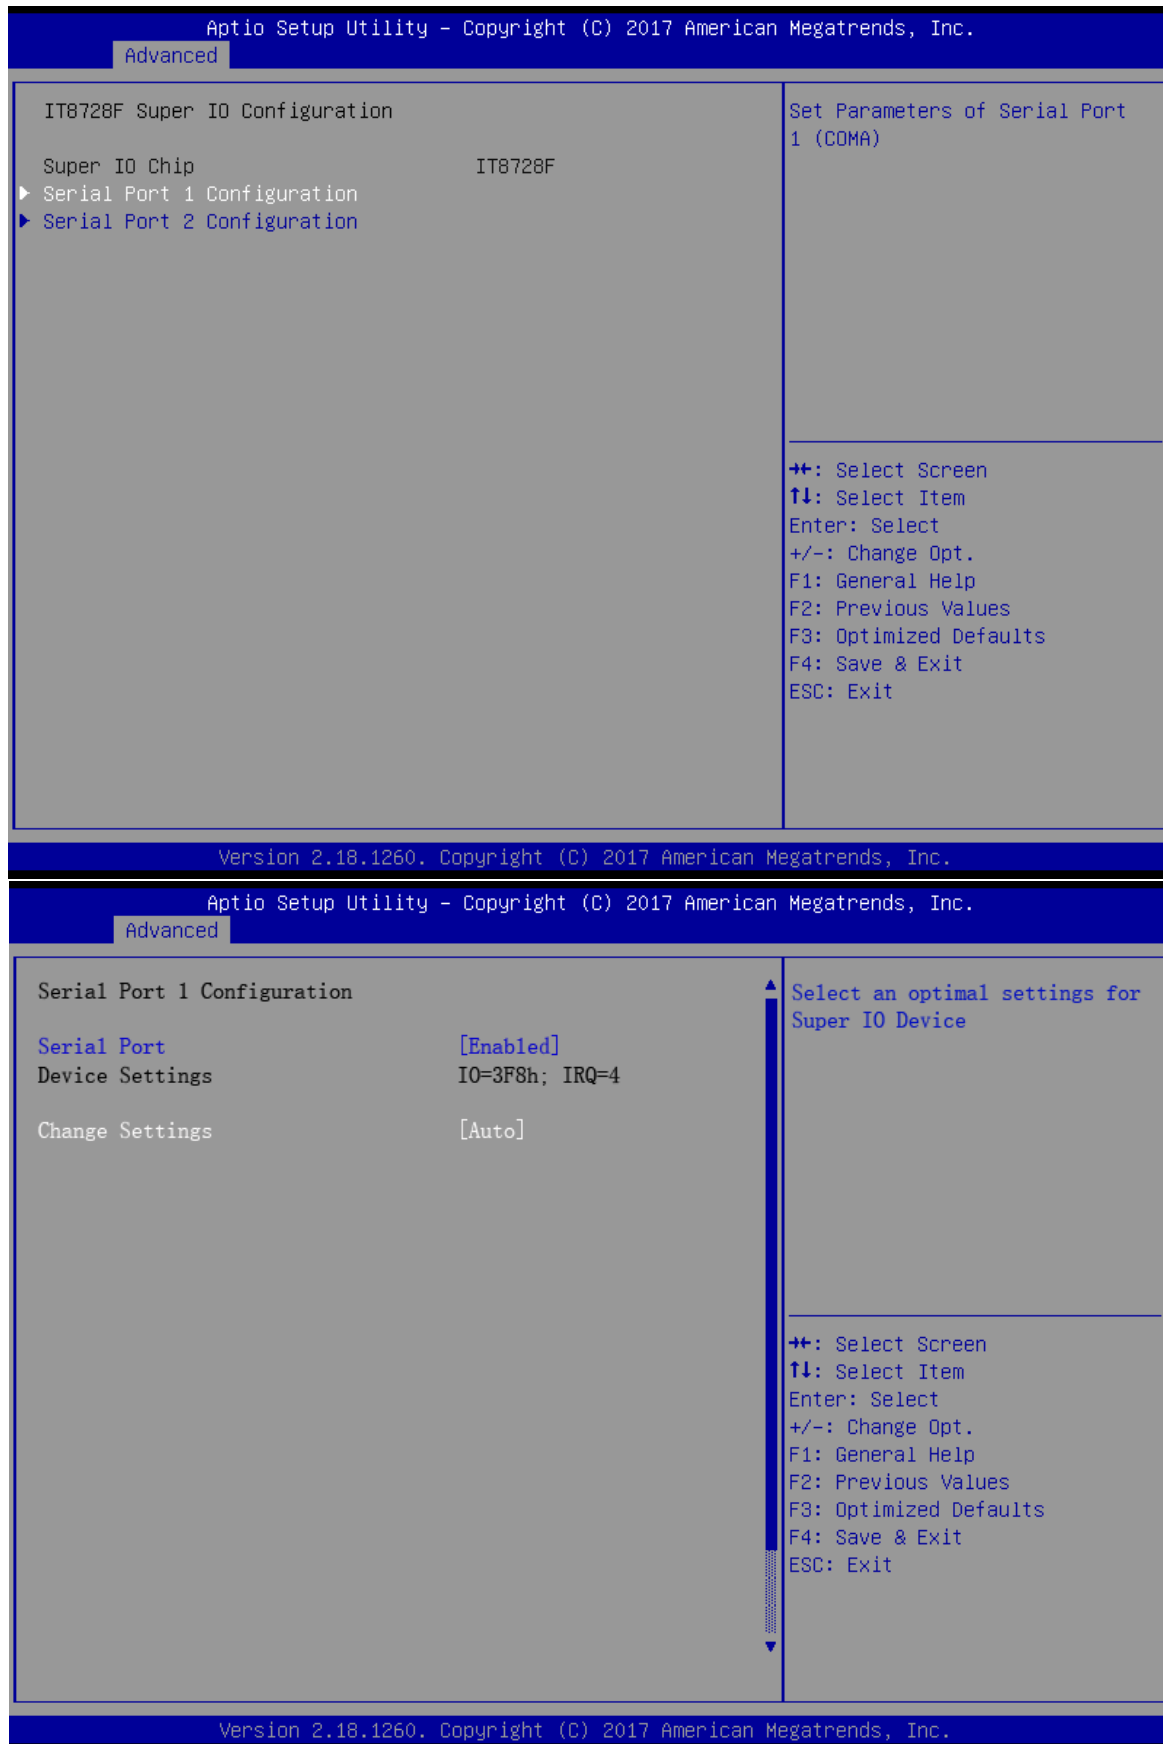 Aptio Setup Utility – Copyright (C) 2017 American Megatrends, Inc.
Advanced
IT8728F Super IO Configuration
Super IO Chip IT8728F
Serial Port 1 Configuration
Serial Port 2 Configuration
Set Parameters of Serial Port
1 (COMA)
→←: Select Screen
↑↓: Select Item
Enter: Select
+/-: Change Opt.
F1: General Help
F2: Previous Values
F3: Optimized Defaults
F4: Save & Exit
ESC: Exit
Version 2.18.1260. Copyright (C) 2017 American Megatrends, Inc.
Aptio Setup Utility – Copyright (C) 2017 American Megatrends, Inc.
Advanced
Serial Port 1 Configuration
Serial Port [Enabled]
Device Settings IO=3F8h; IRQ=4
Change Settings [Auto]
Select an optimal settings for
Super IO Device
→←: Select Screen
↑↓: Select Item
Enter: Select
+/-: Change Opt.
F1: General Help
F2: Previous Values
F3: Optimized Defaults
F4: Save & Exit
ESC: Exit
Version 2.18.1260. Copyright (C) 2017 American Megatrends, Inc.